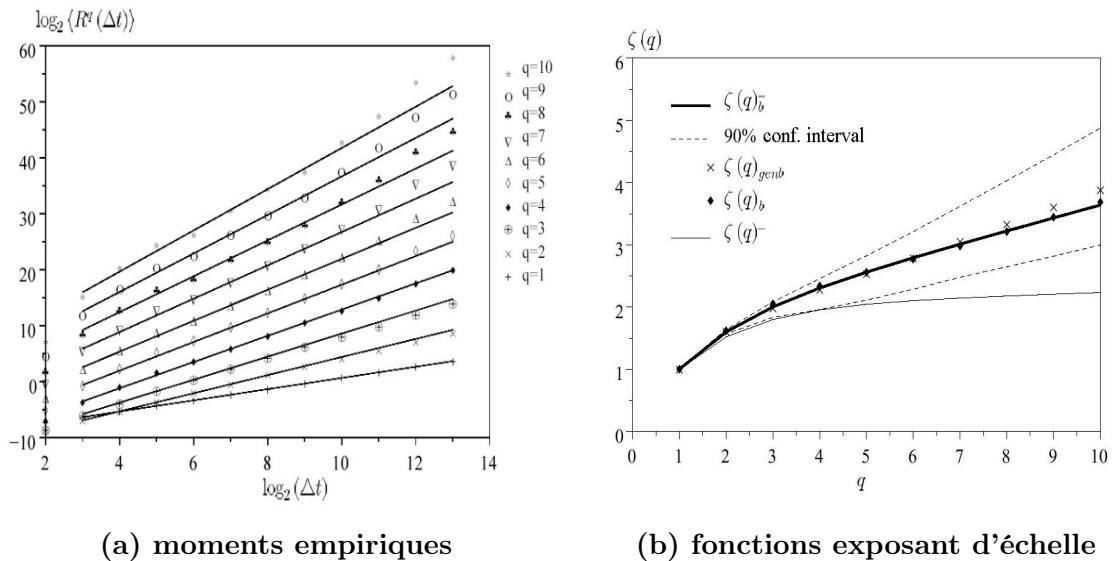 log₂⟨R^q(Δt)⟩
60
50
40
30
20
10
0
−10
2
4
6
8
10
12
14
log₂(Δt)
q=10
q=9
q=8
q=7
q=6
q=5
q=4
q=3
q=2
q=1
(a) moments empiriques
ζ(q)
6
5
4
3
2
1
0
0
1
2
3
4
5
6
7
8
9
10
q
ζ(q)_b̄
90% conf. interval
ζ(q)_genb
ζ(q)_b
ζ(q)⁻
(b) fonctions exposant d'échelle